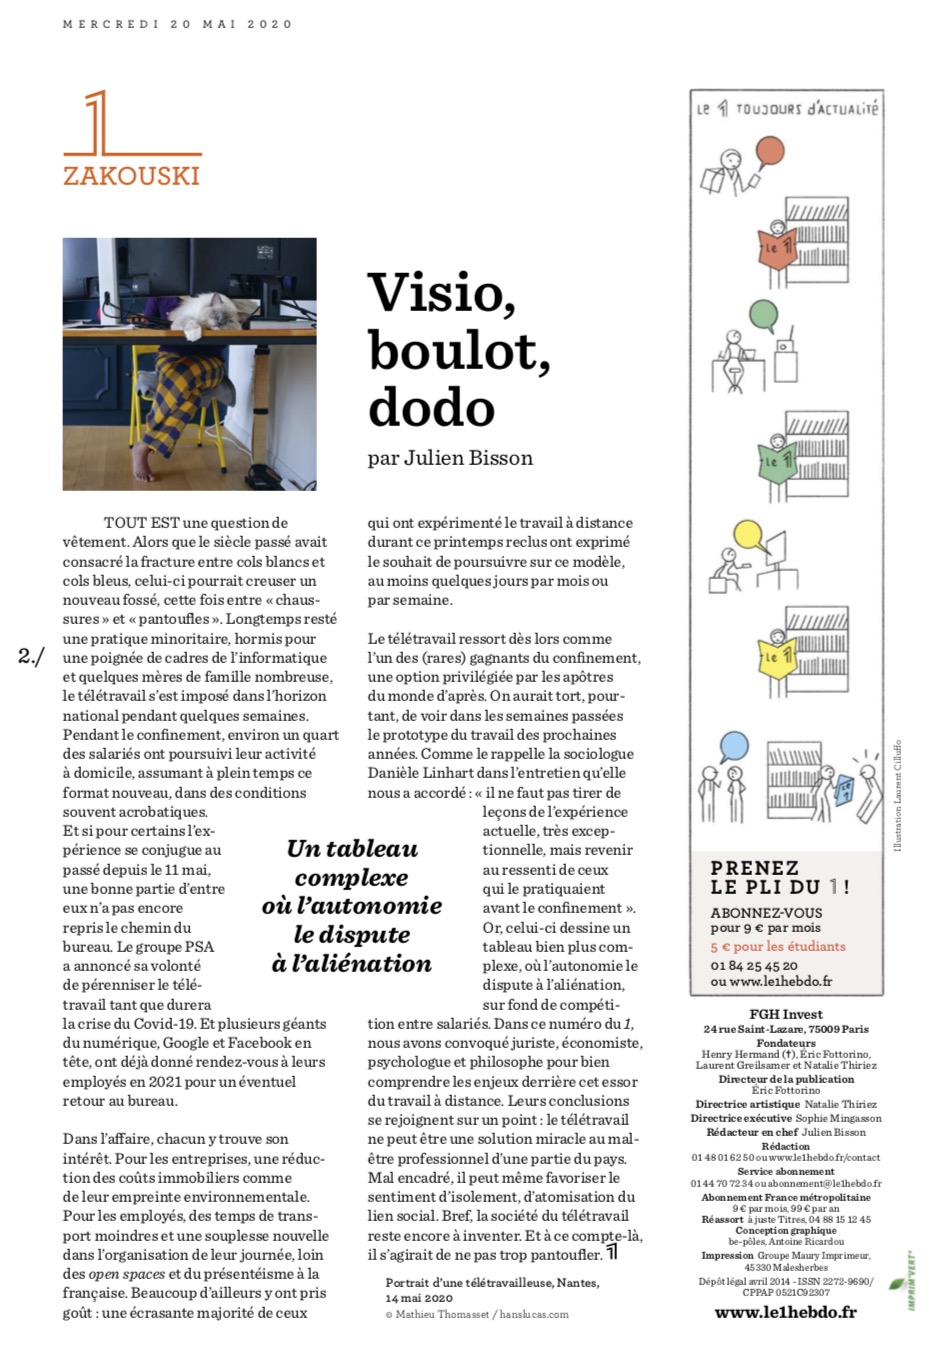 MERCREDI 20 MAI 2020
1
ZAKOUSKI
Visio,
boulot,
dodo
par Julien Bisson
TOUT EST une question de
vêtement. Alors que le siècle passé avait
consacré la fracture entre cols blancs et
cols bleus, celui-ci pourrait creuser un
nouveau fossé, cette fois entre « chaus-
sures » et « pantoufles ». Longtemps resté
une pratique minoritaire, hormis pour
une poignée de cadres de l’informatique
et quelques mères de famille nombreuse,
le télétravail s’est imposé dans l’horizon
national pendant quelques semaines.
Pendant le confinement, environ un quart
des salariés ont poursuivi leur activité
à domicile, assumant à plein temps ce
format nouveau, dans des conditions
souvent acrobatiques.
Et si pour certains l’ex-
périence se conjugue au
passé depuis le 11 mai,
une bonne partie d’entre
eux n’a pas encore
repris le chemin du
bureau. Le groupe PSA
a annoncé sa volonté
de pérenniser le télé-
travail tant que durera
la crise du Covid-19. Et plusieurs géants
du numérique, Google et Facebook en
tête, ont déjà donné rendez-vous à leurs
employés en 2021 pour un éventuel
retour au bureau.
Dans l’affaire, chacun y trouve son
intérêt. Pour les entreprises, une réduc-
tion des coûts immobiliers comme
de leur empreinte environnementale.
Pour les employés, des temps de trans-
port moindres et une souplesse nouvelle
dans l’organisation de leur journée, loin
des open spaces et du présentéisme à la
française. Beaucoup d’ailleurs y ont pris
goût : une écrasante majorité de ceux
2./
Un tableau
complexe
où l’autonomie
le dispute
à l’aliénation
qui ont expérimenté le travail à distance
durant ce printemps reclus ont exprimé
le souhait de poursuivre sur ce modèle,
au moins quelques jours par mois ou
par semaine.
Le télétravail ressort dès lors comme
l’un des (rares) gagnants du confinement,
une option privilégiée par les apôtres
du monde d’après. On aurait tort, pour-
tant, de voir dans les semaines passées
le prototype du travail des prochaines
années. Comme le rappelle la sociologue
Danièle Linhart dans l’entretien qu’elle
nous a accordé : « il ne faut pas tirer de
leçons de l’expérience
actuelle, très excep-
tionnelle, mais revenir
au ressenti de ceux
qui le pratiquaient
avant le confinement ».
Or, celui-ci dessine un
tableau bien plus com-
plexe, où l’autonomie le
dispute à l’aliénation,
sur fond de compéti-
tion entre salariés. Dans ce numéro du 1,
nous avons convoqué juriste, économiste,
psychologue et philosophe pour bien
comprendre les enjeux derrière cet essor
du travail à distance. Leurs conclusions
se rejoignent sur un point : le télétravail
ne peut être une solution miracle au mal-
être professionnel d’une partie du pays.
Mal encadré, il peut même favoriser le
sentiment d’isolement, d’atomisation du
lien social. Bref, la société du télétravail
reste encore à inventer. Et à ce compte-là,
il s’agirait de ne pas trop pantoufler. 1
Portrait d’une télétravailleuse, Nantes,
14 mai 2020
© Mathieu Thomasset / hanslucas.com
Le 1 TOUJOURS d’ACTUALITÉ
Le 1
Le 1
Le 1
Le 1
Illustration Laurent Cilluffo
PRENEZ
LE PLI DU 1 !
ABONNEZ-VOUS
pour 9 € par mois
5 € pour les étudiants
01 84 25 45 20
ou www.le1hebdo.fr
FGH Invest
24 rue Saint-Lazare, 75009 Paris
Fondateurs
Henry Hermand (†), Éric Fottorino,
Laurent Greilsamer et Natalie Thiriez
Directeur de la publication
Éric Fottorino
Directrice artistique Natalie Thiriez
Directrice exécutive Sophie Mingasson
Rédacteur en chef Julien Bisson
Rédaction
01 48 01 62 50 ou www.le1hebdo.fr/contact
Service abonnement
01 44 70 72 34 ou abonnement@le1hebdo.fr
Abonnement France métropolitaine
9 € par mois, 99 € par an
Réassort à juste Titres, 04 88 15 12 45
Conception graphique
be-pôles, Antoine Ricardou
Impression Groupe Maury Imprimeur,
45330 Malesherbes
Dépôt légal avril 2014 - ISSN 2272-9690/
CPPAP 0521C92307
www.le1hebdo.fr
IMPRIM'VERT®